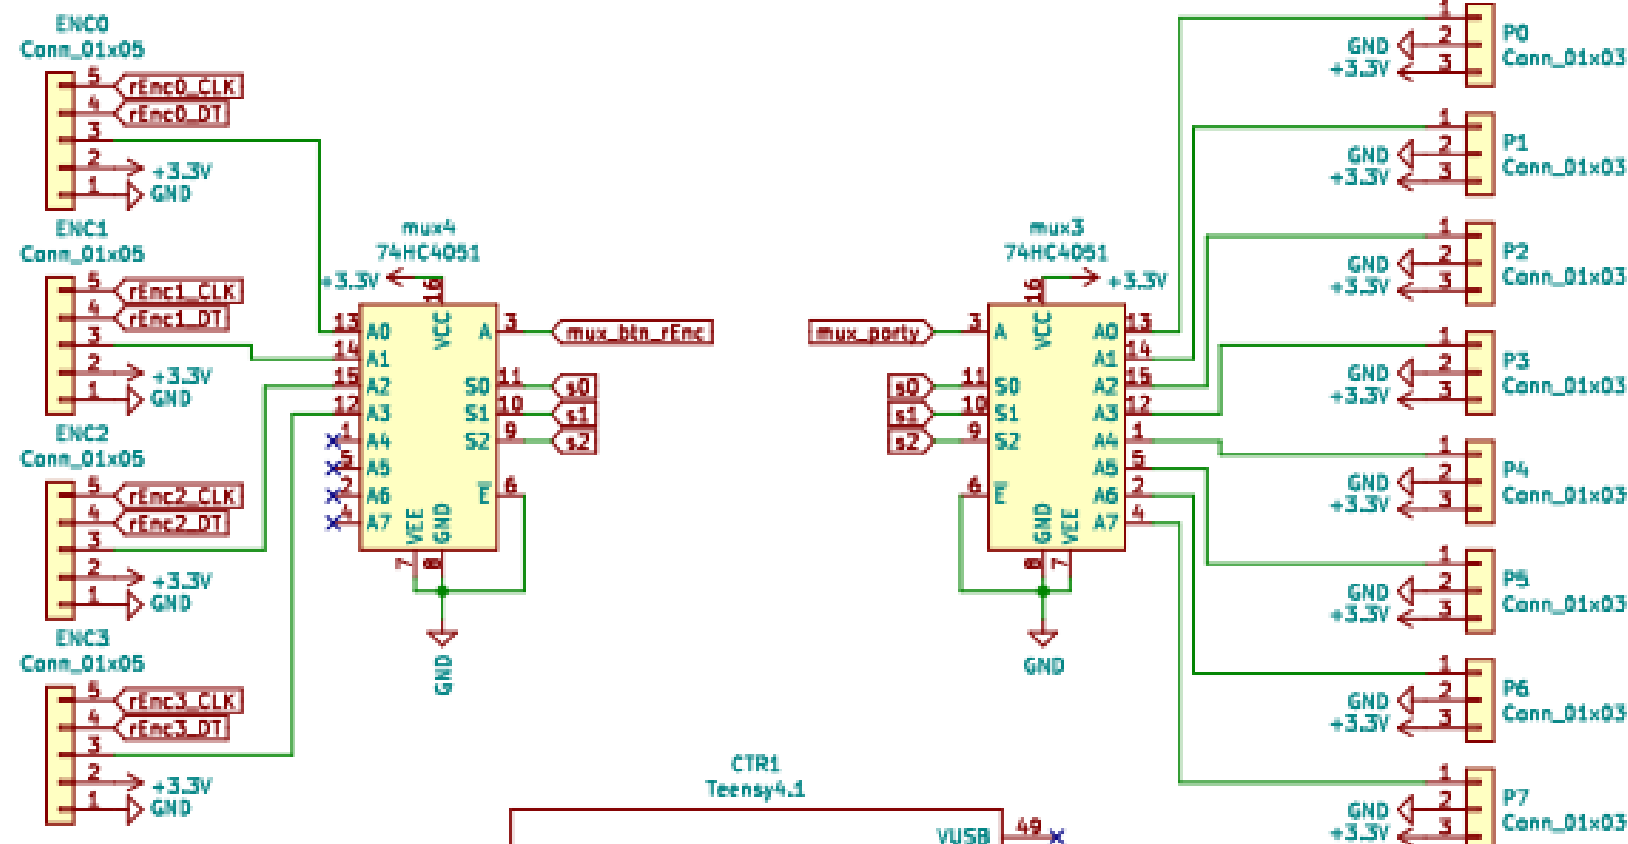 ENC0
Conn_01x05
5 rEnc0_CLK
4 rEnc0_DT
3
2 +3.3V
1 GND
ENC1
Conn_01x05
5 rEnc1_CLK
4 rEnc1_DT
3
2 +3.3V
1 GND
ENC2
Conn_01x05
5 rEnc2_CLK
4 rEnc2_DT
3
2 +3.3V
1 GND
ENC3
Conn_01x05
5 rEnc3_CLK
4 rEnc3_DT
3
2 +3.3V
1 GND
mux4
74HC4051
+3.3V
16 VCC
13 A0
14 A1
15 A2
12 A3
A4
A5
A6
A7
A 3 mux_btn_rEnc
S0 11 s0
S1 10 s1
S2 9 s2
E 6
VEE GND
7 8
GND
mux3
74HC4051
+3.3V
16 VCC
mux_porty 3 A
s0 11 S0
s1 10 S1
s2 9 S2
6 E
A0 13
A1 14
A2 15
A3 12
A4 1
A5 5
A6 2
A7 4
GND VEE
8 7
GND
1
GND 2
+3.3V 3
P0
Conn_01x03
1
GND 2
+3.3V 3
P1
Conn_01x03
1
GND 2
+3.3V 3
P2
Conn_01x03
1
GND 2
+3.3V 3
P3
Conn_01x03
1
GND 2
+3.3V 3
P4
Conn_01x03
1
GND 2
+3.3V 3
P5
Conn_01x03
1
GND 2
+3.3V 3
P6
Conn_01x03
1
GND 2
+3.3V 3
P7
Conn_01x03
CTR1
Teensy4.1
VUSB 49